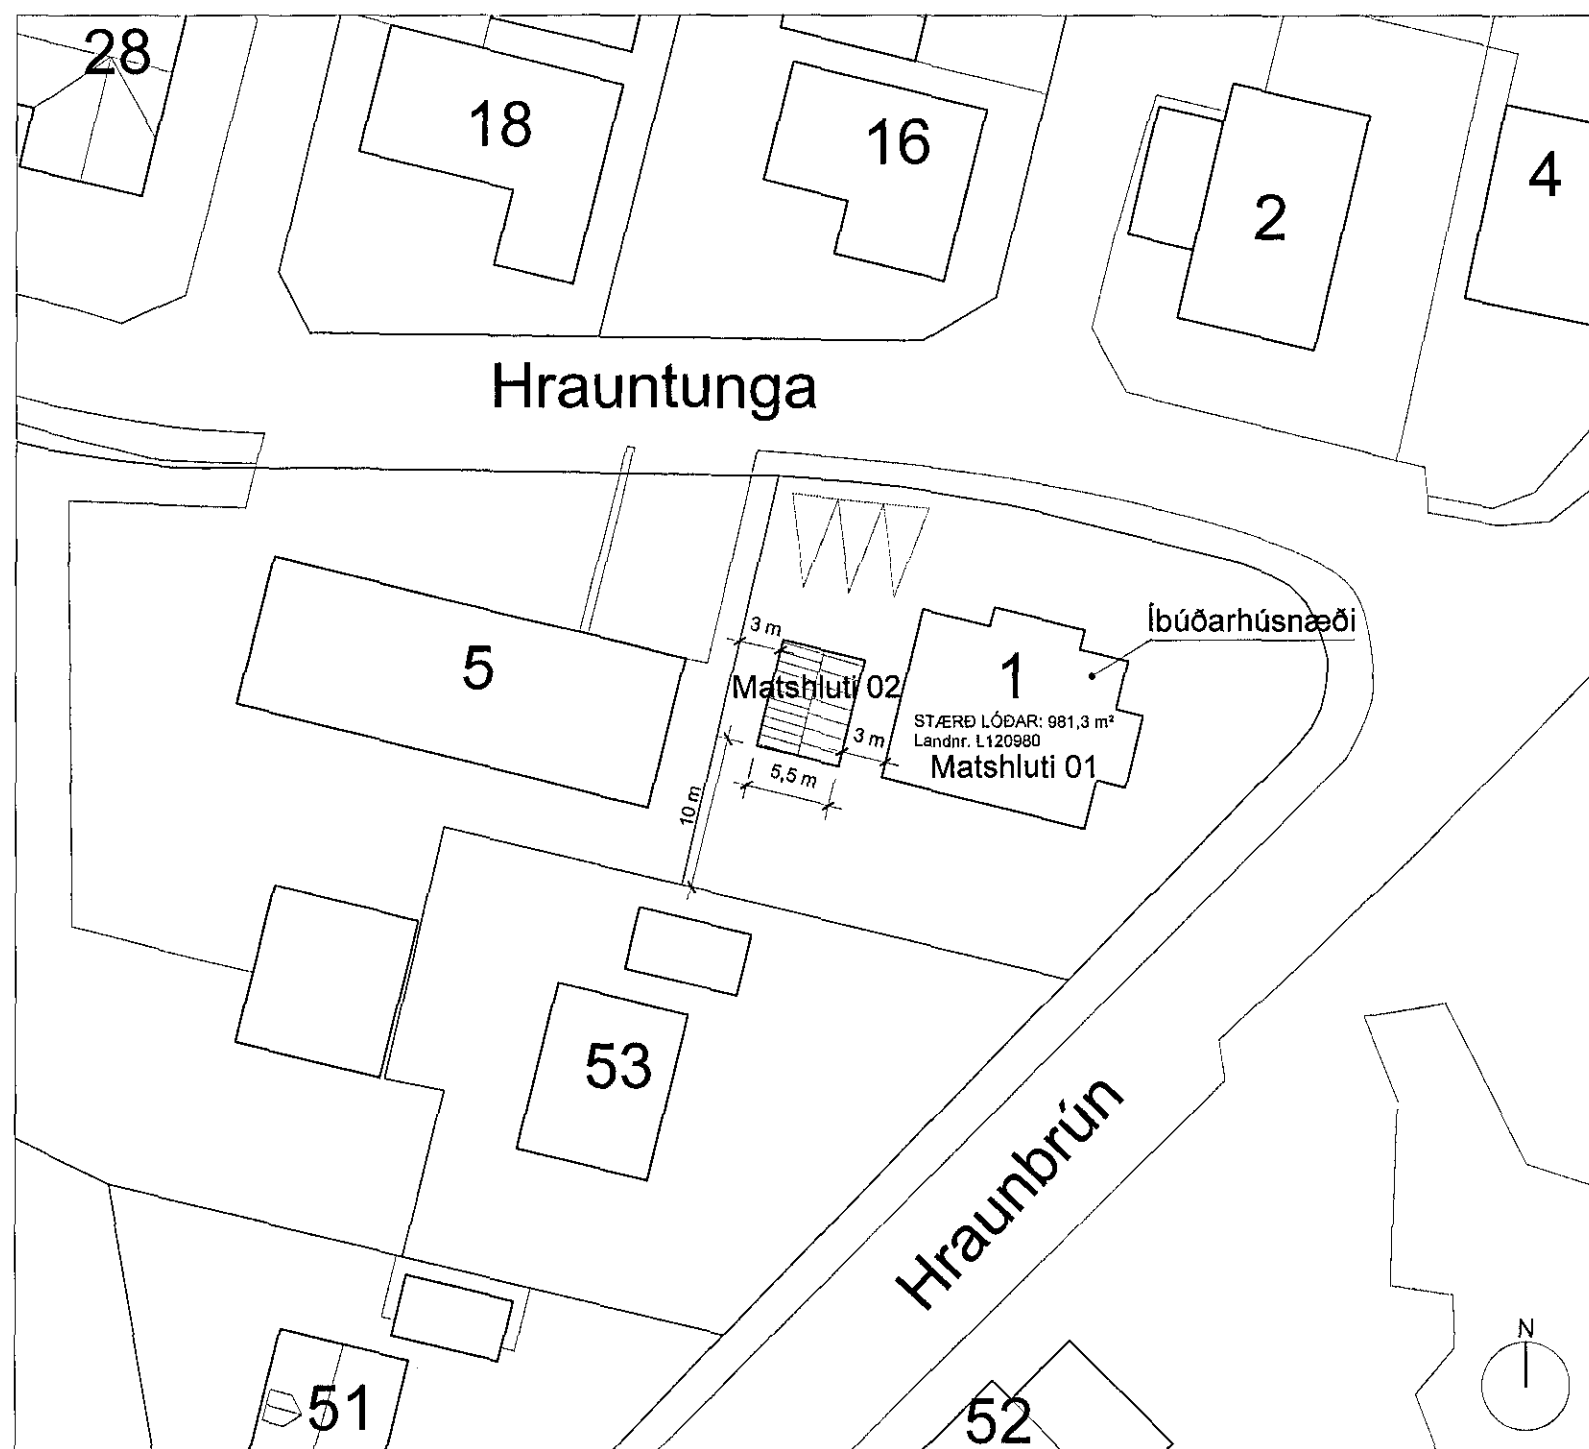 28
18
16
2
4
Hrauntunga
Íbúðarhúsnæði
3 m
5
1
Matshluti 02
STÆRÐ LÓÐAR: 981,3 m²
Landnr. L120980
3 m
Matshluti 01
5,5 m
10 m
53
Hraunbrún
N
51
52